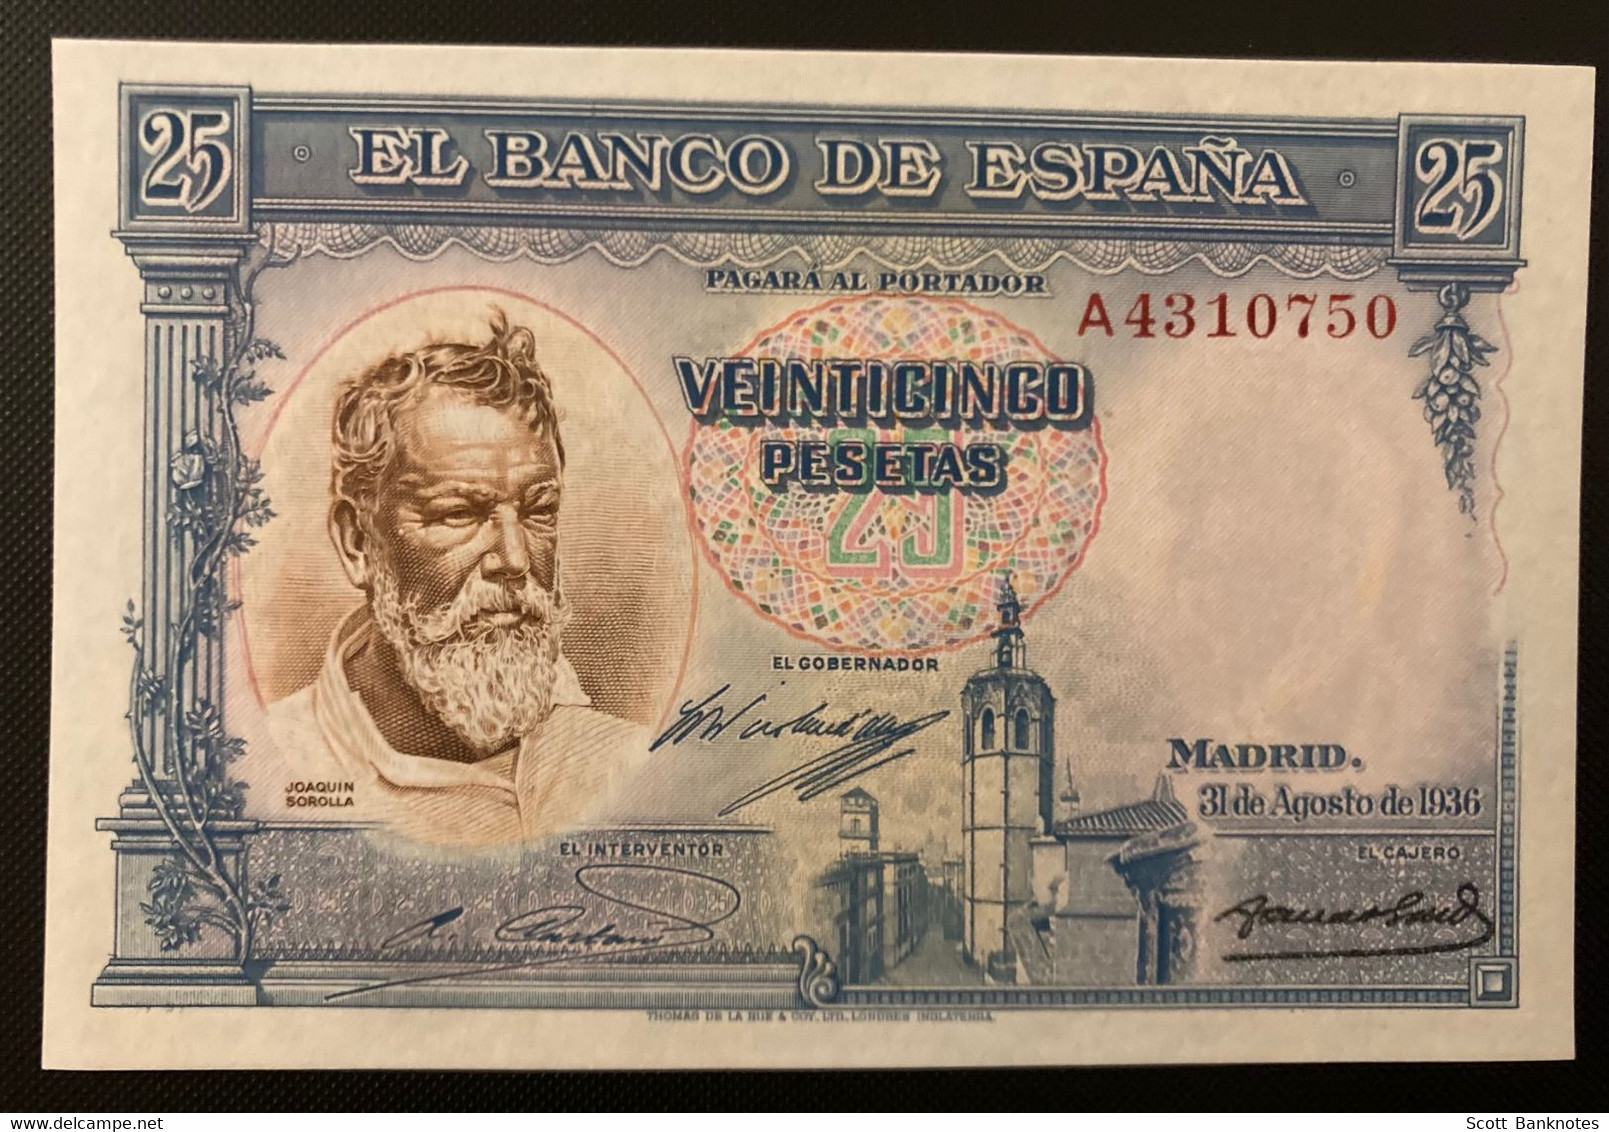 25 EL BANCO DE ESPAÑA 25
PAGARÁ AL PORTADOR
A4310750
VEINTICINCO
PESETAS
25
EL GOBERNADOR
JOAQUIN
SOROLLA
MADRID.
31 de Agosto de 1936
EL INTERVENTOR
EL CAJERO
THOMAS DE LA RUE & COY, LTD, LONDRES INGLATERRA.
delcampe.net
Scott Banknotes